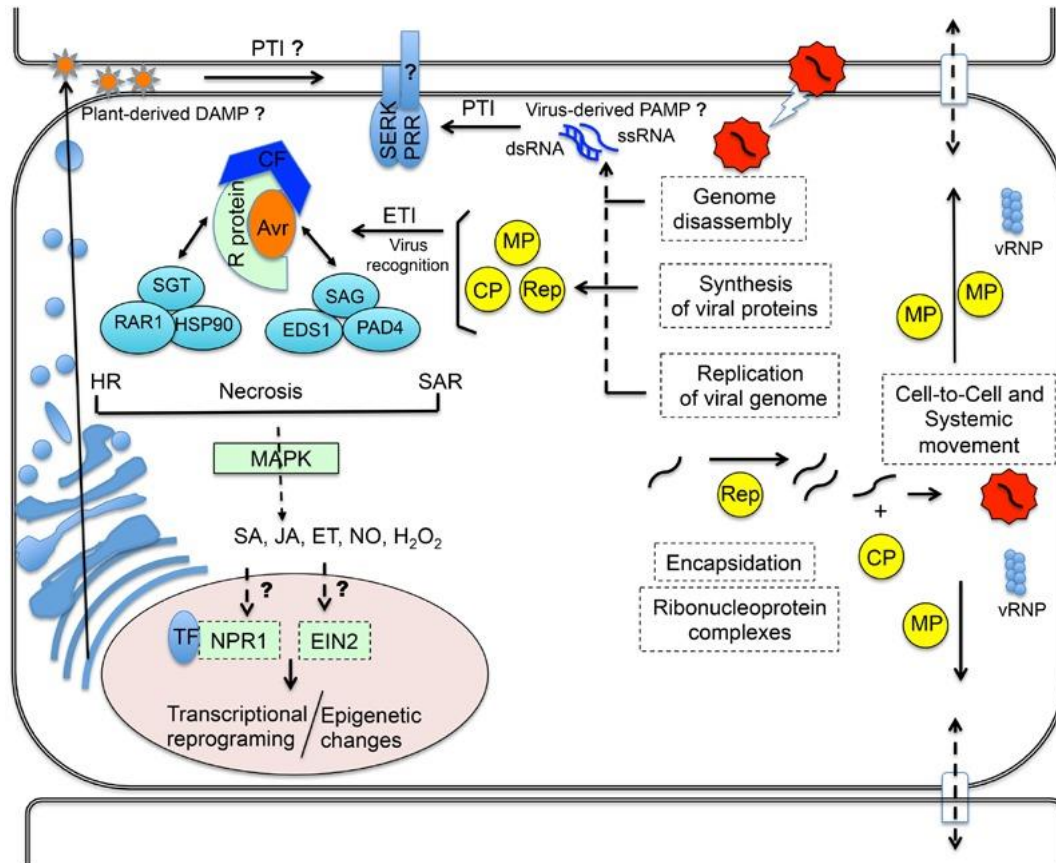 PTI ?
Plant-derived DAMP ?
?
SERK
PRR
PTI
Virus-derived PAMP ?
dsRNA
ssRNA
CF
R protein
Avr
ETI
Virus
recognition
MP
CP
Rep
Genome
disassembly
Synthesis
of viral proteins
Replication
of viral genome
vRNP
MP
MP
Cell-to-Cell and
Systemic
movement
SGT
RAR1
HSP90
SAG
EDS1
PAD4
HR
Necrosis
SAR
MAPK
SA, JA, ET, NO, H₂O₂
?
?
TF
NPR1
EIN2
Transcriptional
reprograming
/
Epigenetic
changes
Rep
+
CP
Encapsidation
Ribonucleoprotein
complexes
MP
vRNP